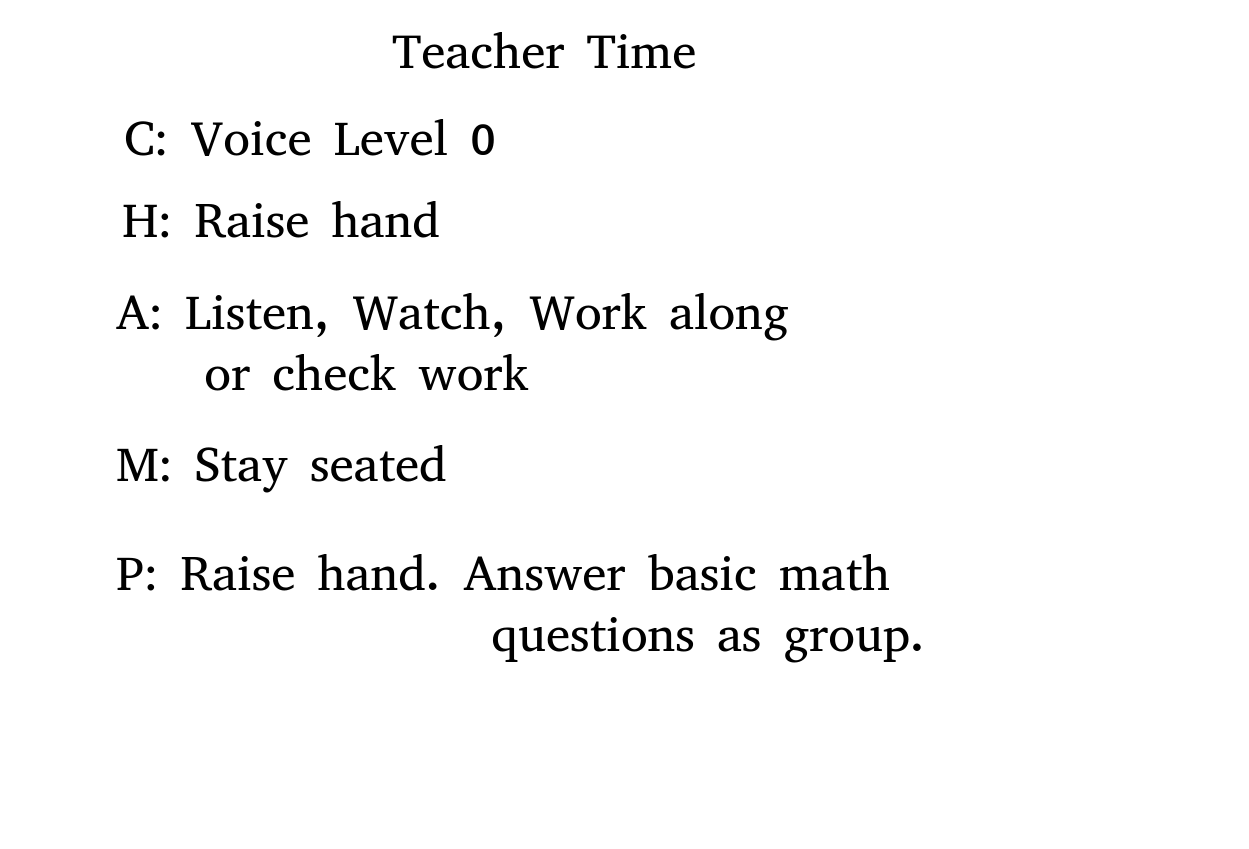 Teacher Time
C: Voice Level 0
H: Raise hand
A: Listen, Watch, Work along
or check work
M: Stay seated
P: Raise hand. Answer basic math
questions as group.